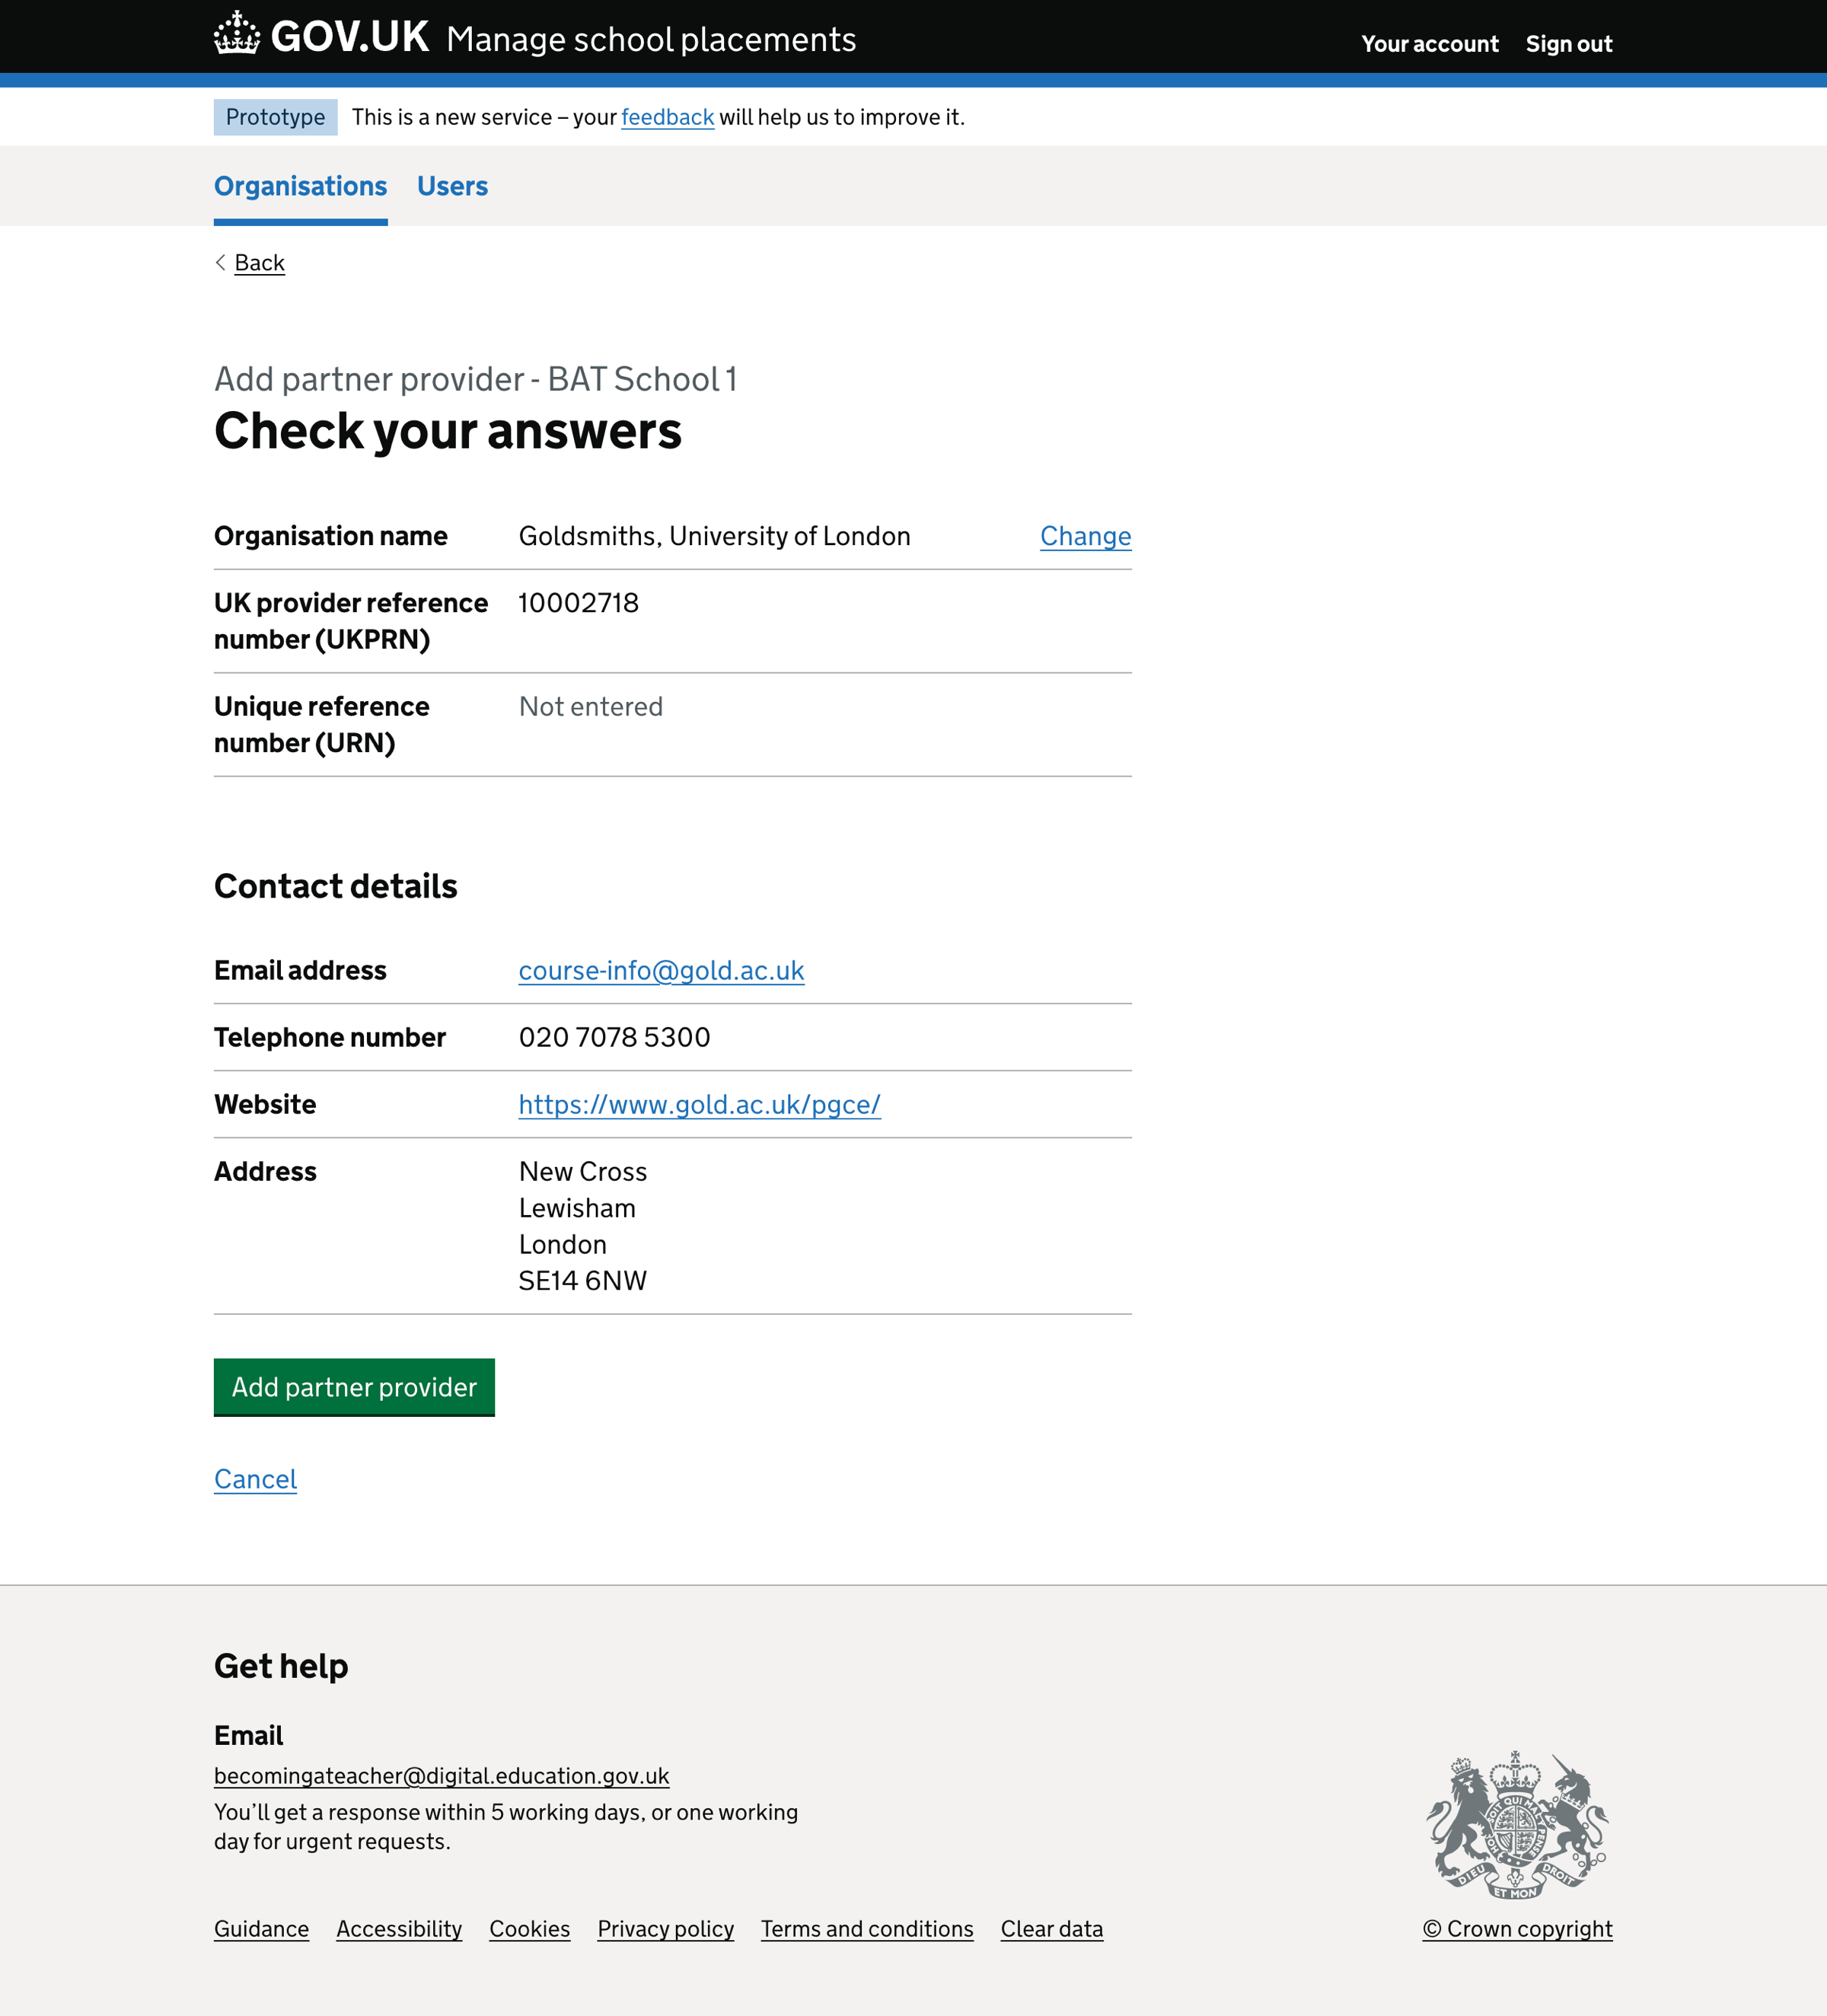 GOV.UK Manage school placements
Your account Sign out
Prototype This is a new service – your feedback will help us to improve it.
Organisations Users
Back
Add partner provider - BAT School 1
Check your answers
Organisation name Goldsmiths, University of London Change
UK provider reference 10002718
number (UKPRN)
Unique reference Not entered
number (URN)
Contact details
Email address course-info@gold.ac.uk
Telephone number 020 7078 5300
Website https://www.gold.ac.uk/pgce/
Address New Cross
Lewisham
London
SE14 6NW
Add partner provider
Cancel
Get help
Email
becomingateacher@digital.education.gov.uk
You’ll get a response within 5 working days, or one working
day for urgent requests.
DIEU ET MON DROIT
Guidance Accessibility Cookies Privacy policy Terms and conditions Clear data
© Crown copyright